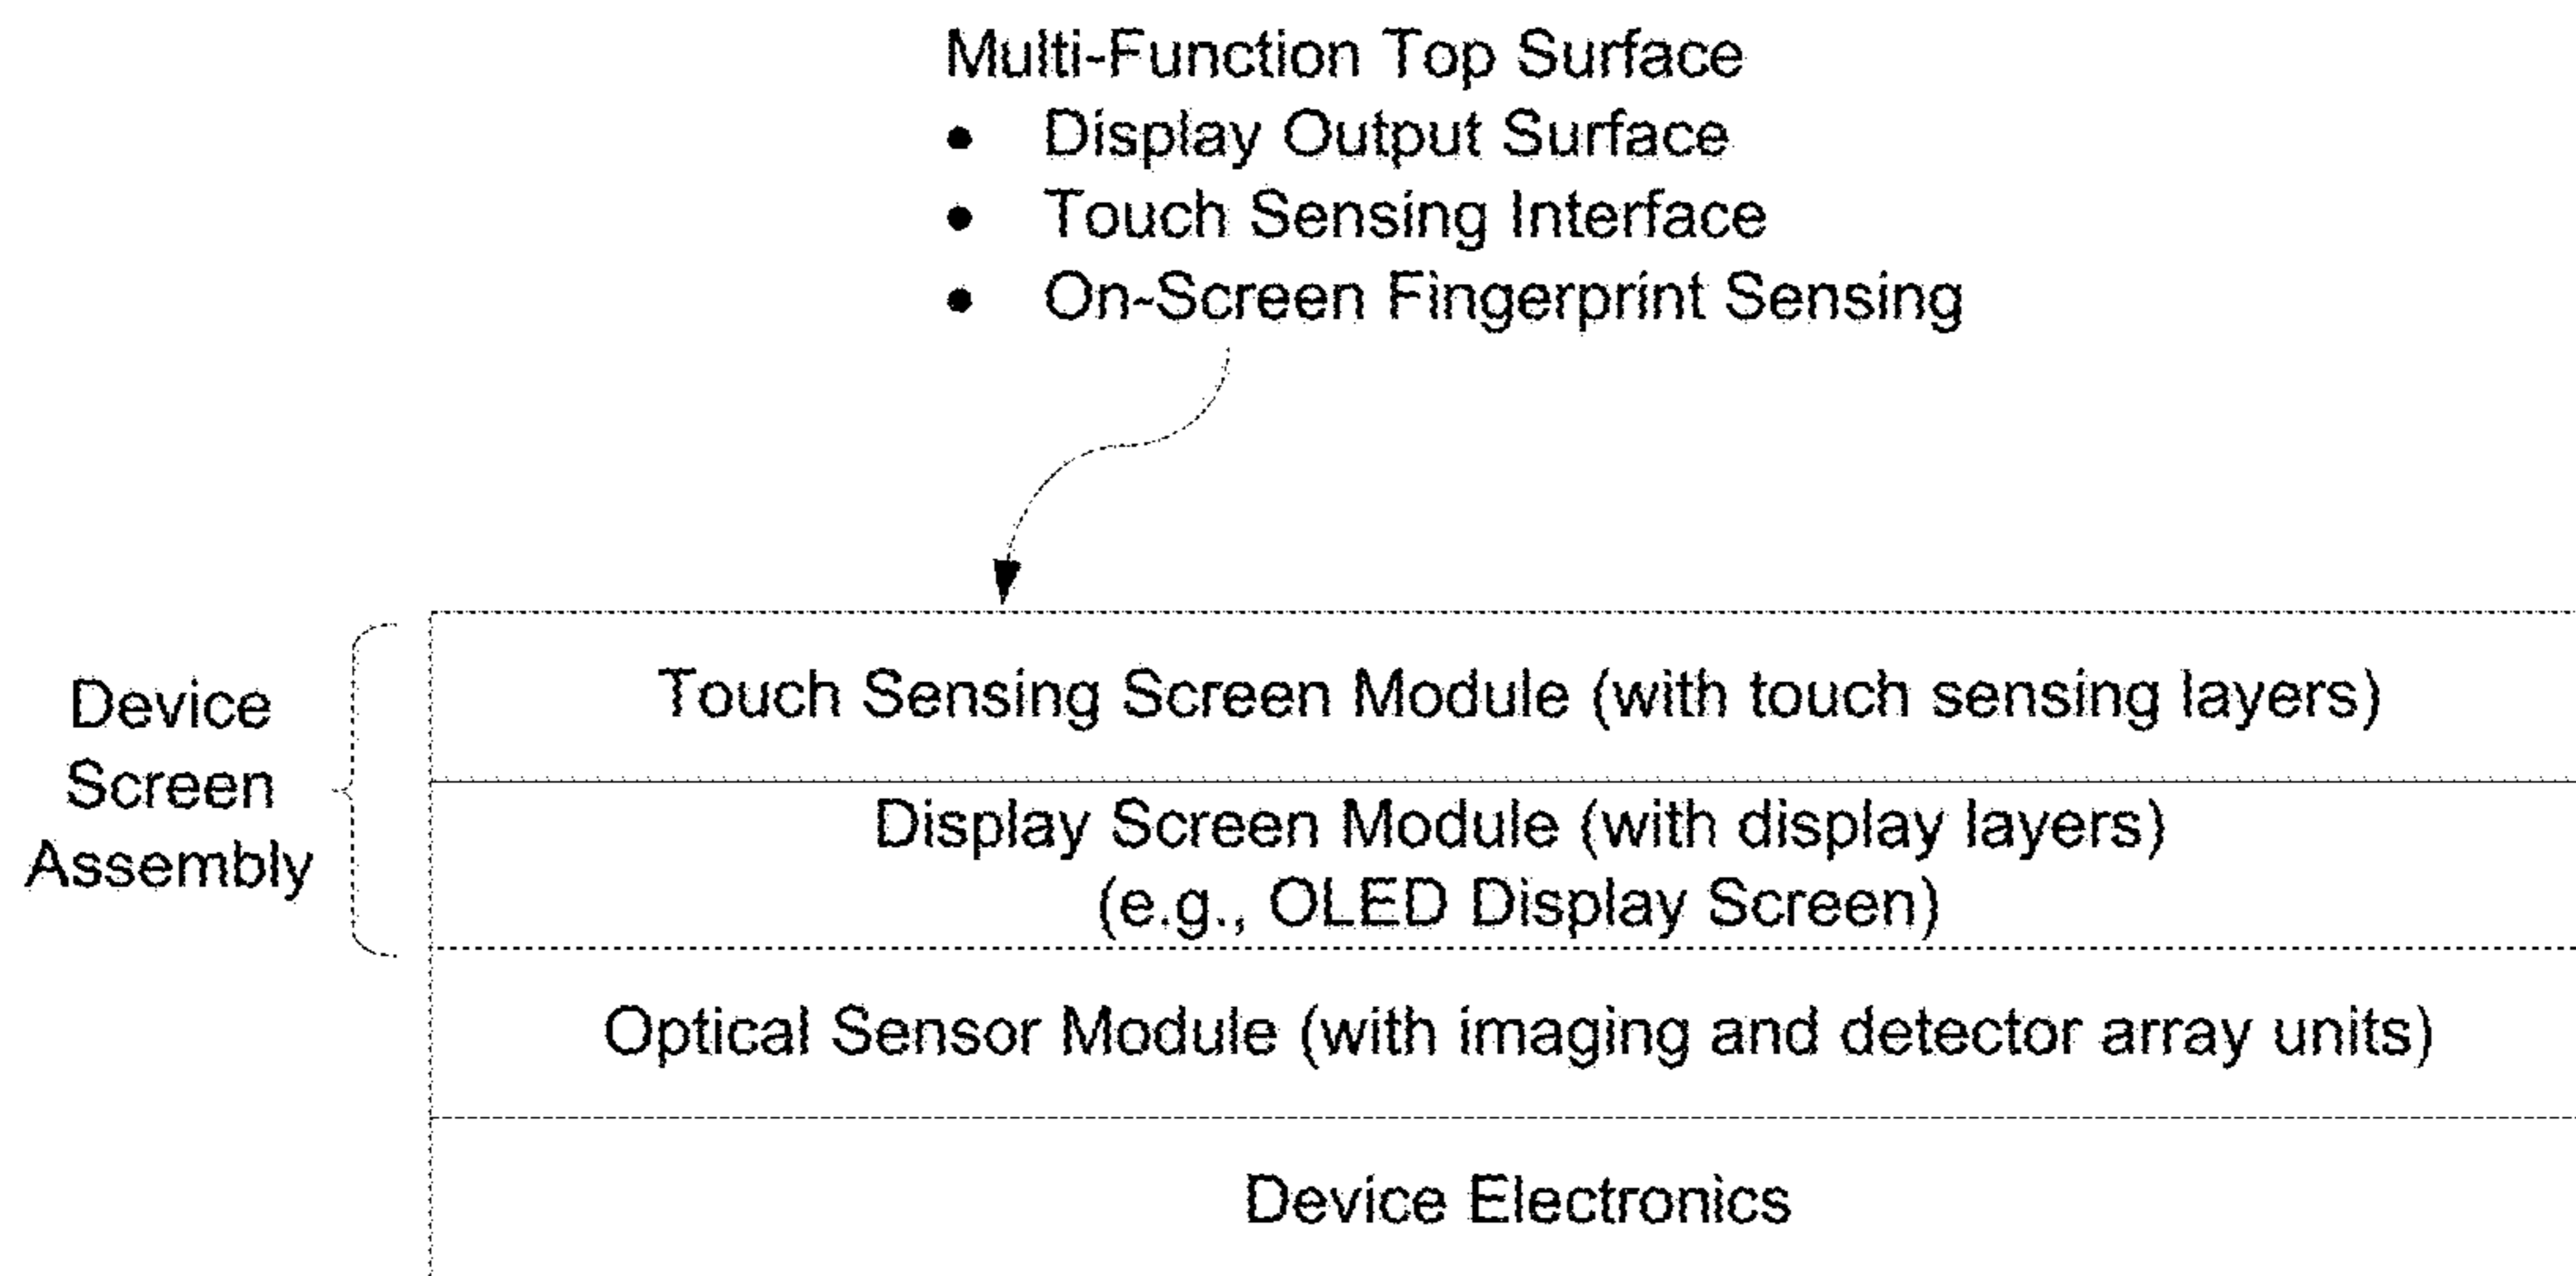 Multi-Function Top Surface
• Display Output Surface
• Touch Sensing Interface
• On-Screen Fingerprint Sensing
Device
Screen
Assembly
Touch Sensing Screen Module (with touch sensing layers)
Display Screen Module (with display layers)
(e.g., OLED Display Screen)
Optical Sensor Module (with imaging and detector array units)
Device Electronics